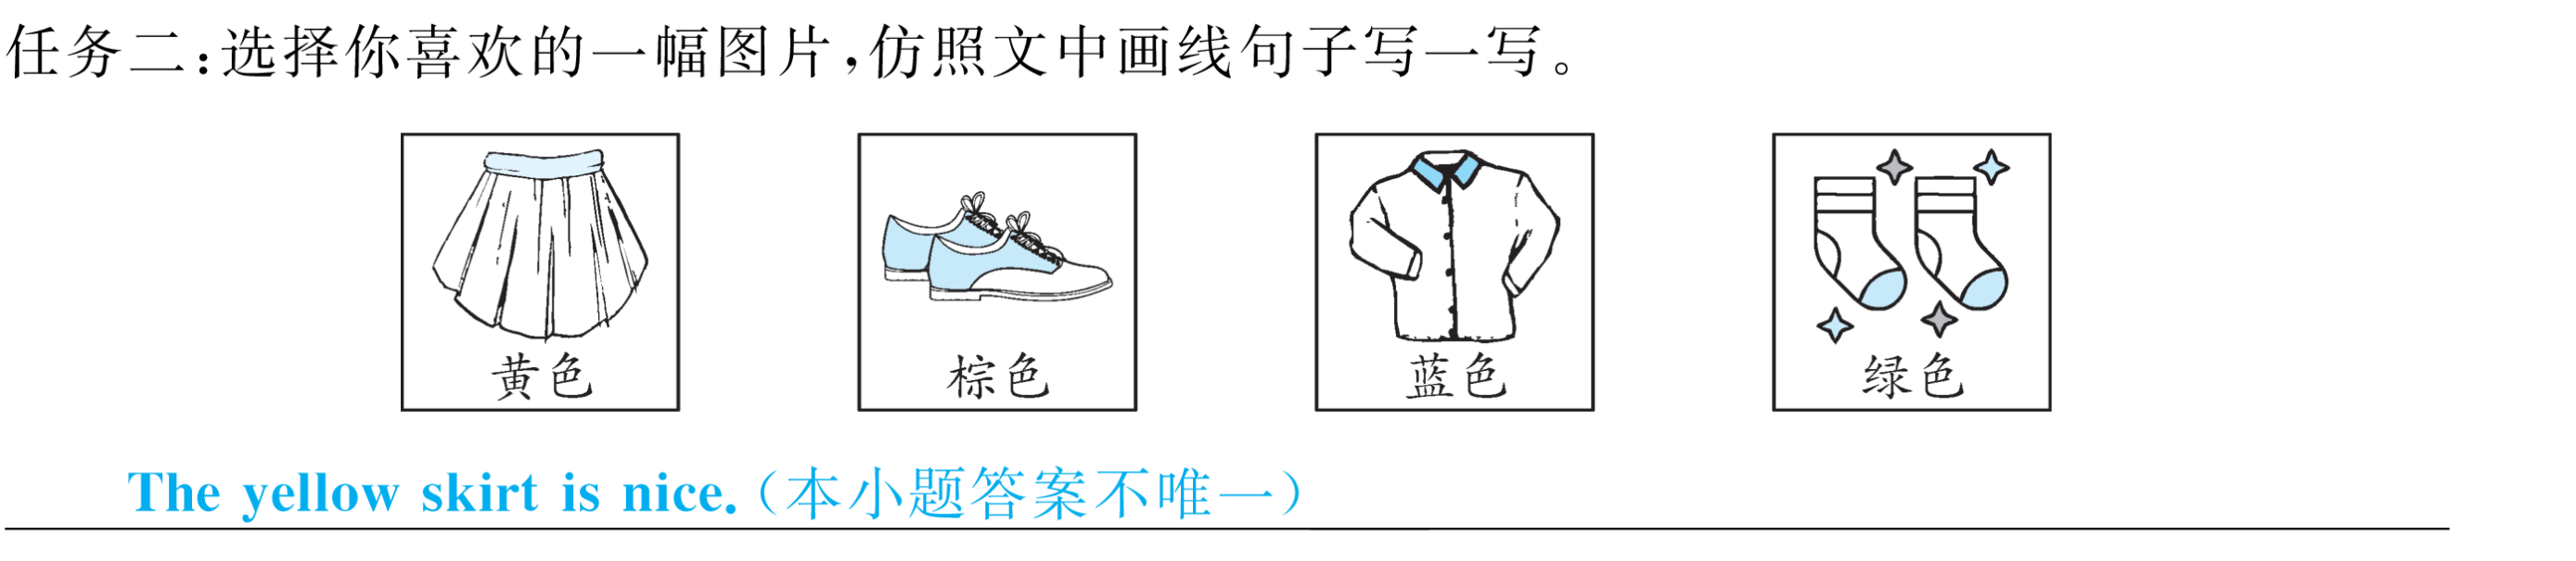 任务二:选择你喜欢的一幅图片,仿照文中画线句子写一写。
黄色 棕色 蓝色 绿色
The yellow skirt is nice.(本小题答案不唯一)